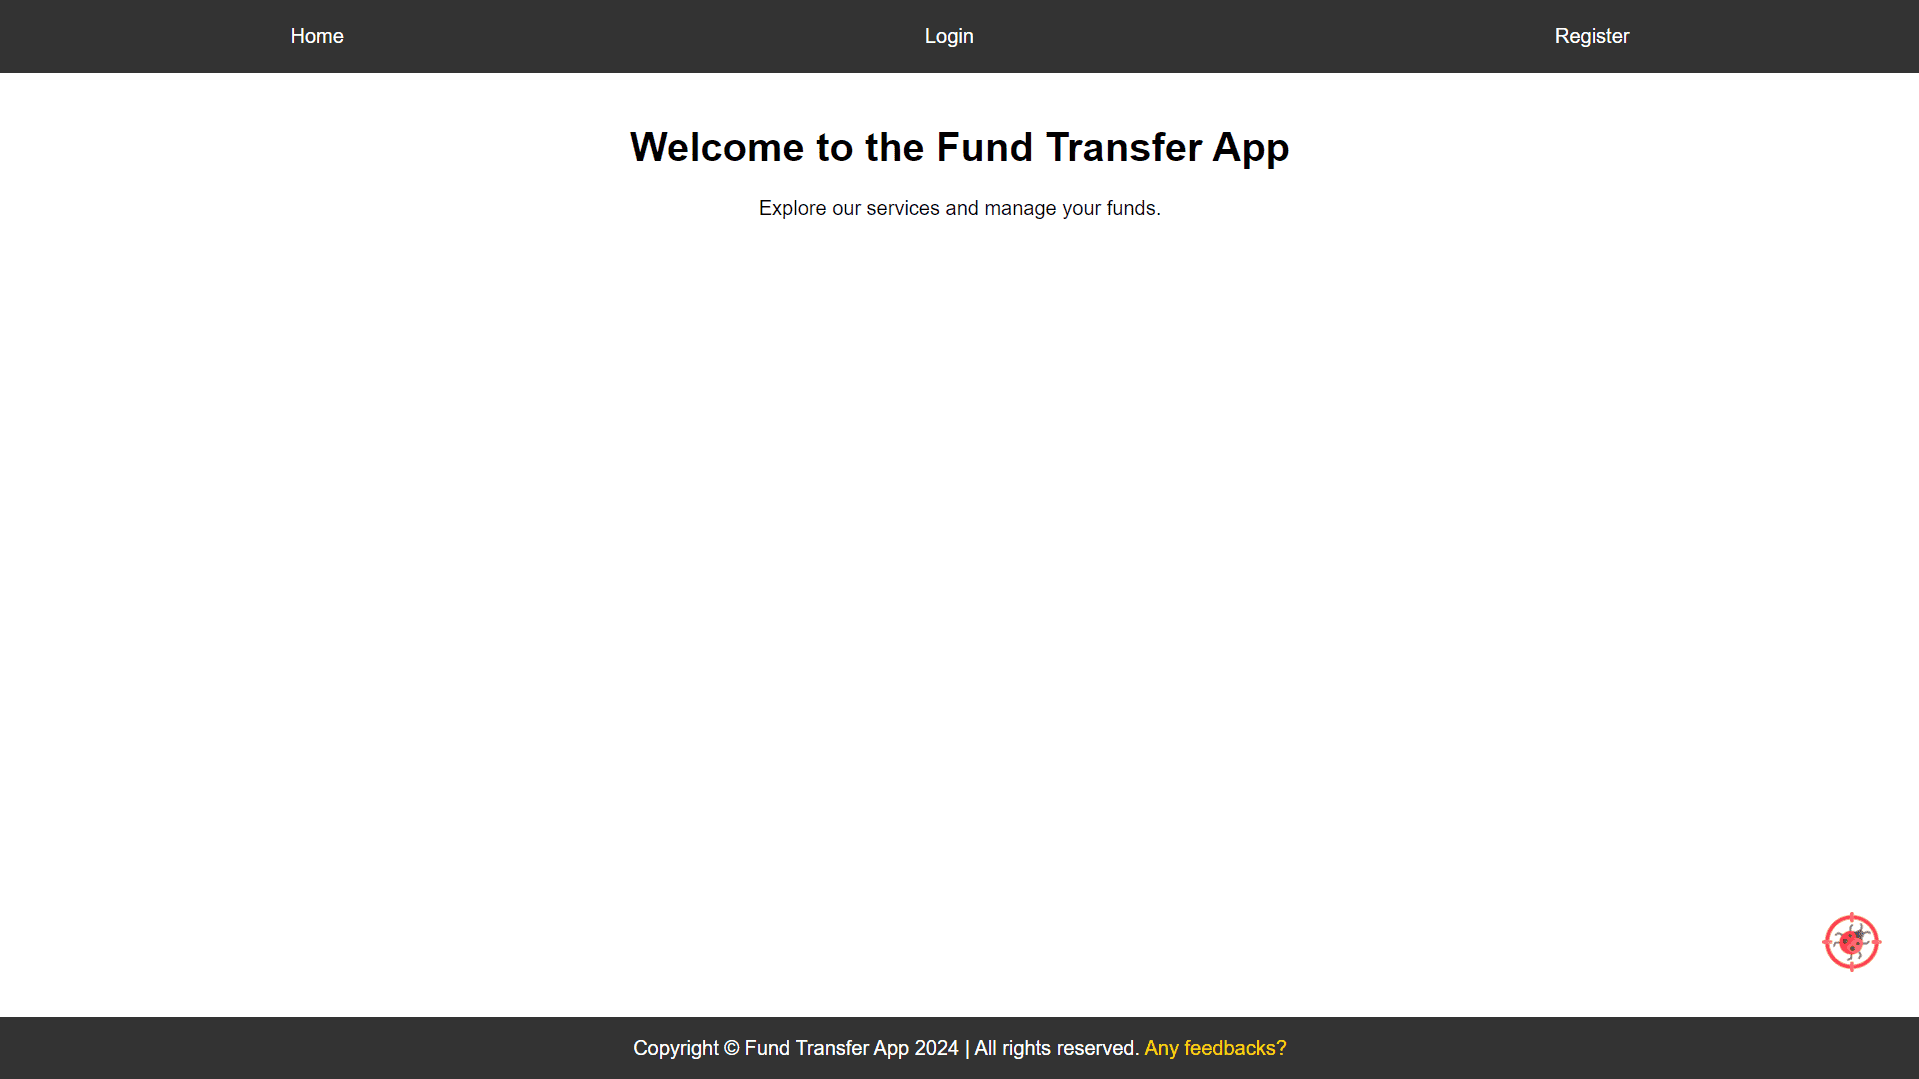 Home Login Register
Welcome to the Fund Transfer App
Explore our services and manage your funds.
Copyright © Fund Transfer App 2024 | All rights reserved. Any feedbacks?